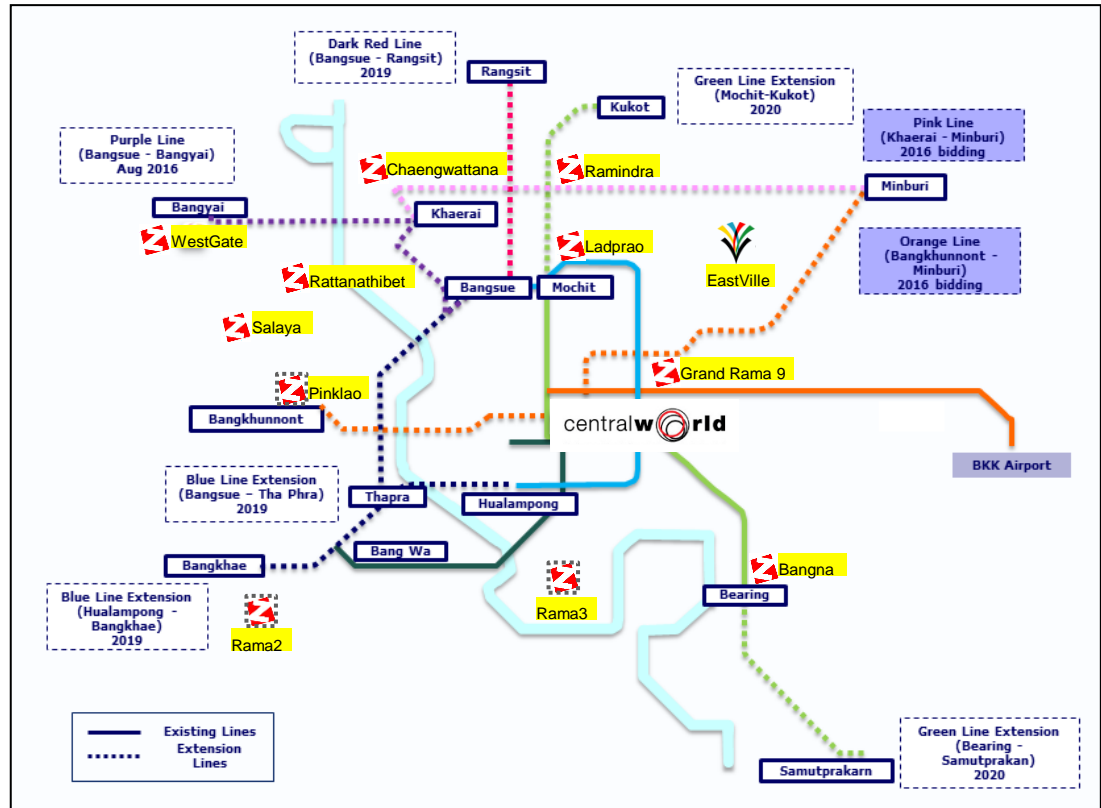 Dark Red Line
(Bangsue - Rangsit)
2019
Rangsit
Kukot
Green Line Extension
(Mochit-Kukot)
2020
Purple Line
(Bangsue - Bangyai)
Aug 2016
Pink Line
(Khaerai - Minburi)
2016 bidding
Chaengwattana
Ramindra
Minburi
Bangyai
Khaerai
WestGate
Ladprao
EastVille
Orange Line
(Bangkhunnont -
Minburi)
2016 bidding
Rattanathibet
Bangsue
Mochit
Salaya
Grand Rama 9
Pinklao
Bangkhunnont
centralworld
BKK Airport
Blue Line Extension
(Bangsue – Tha Phra)
2019
Thapra
Hualampong
Bang Wa
Bangkhae
Bangna
Bearing
Blue Line Extension
(Hualampong -
Bangkhae)
2019
Rama3
Rama2
Existing Lines
Extension
Lines
Green Line Extension
(Bearing -
Samutprakan)
2020
Samutprakarn